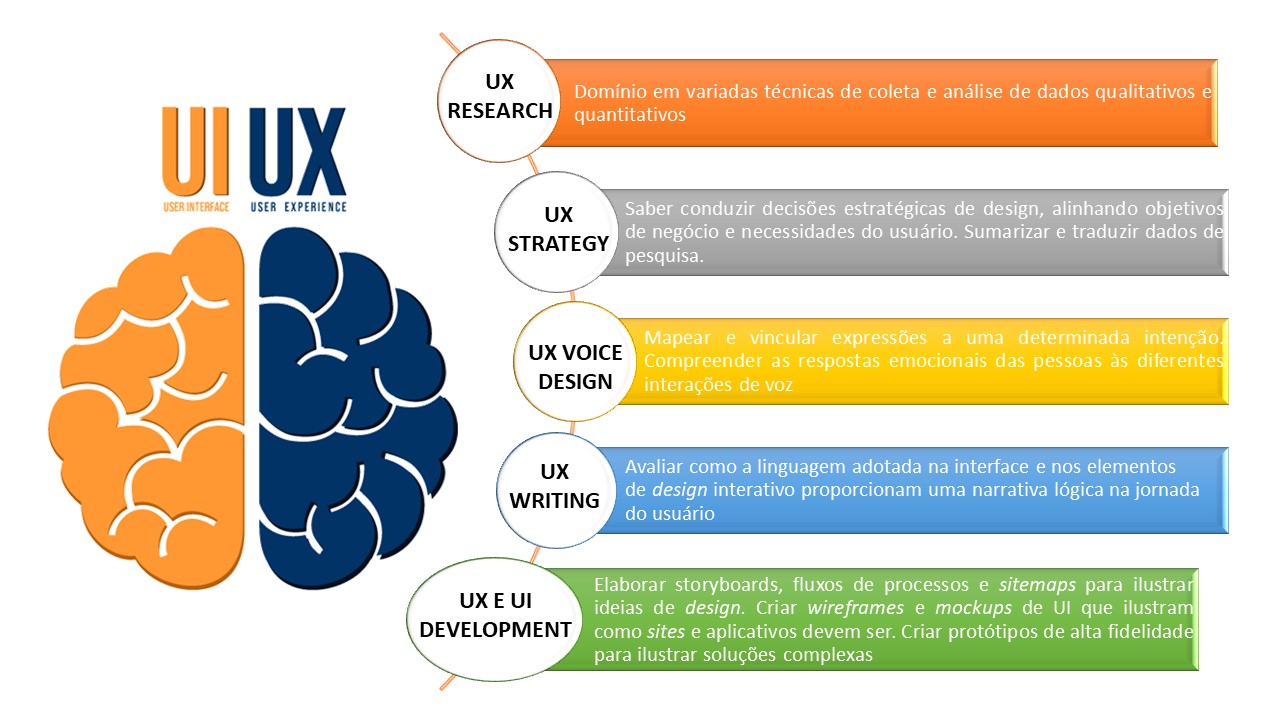 UI UX
USER INTERFACE USER EXPERIENCE
UX
RESEARCH
Domínio em variadas técnicas de coleta e análise de dados qualitativos e
quantitativos
UX
STRATEGY
Saber conduzir decisões estratégicas de design, alinhando objetivos
de negócio e necessidades do usuário. Sumarizar e traduzir dados de
pesquisa.
UX VOICE
DESIGN
Mapear e vincular expressões a uma determinada intenção.
Compreender as respostas emocionais das pessoas às diferentes
interações de voz
UX
WRITING
Avaliar como a linguagem adotada na interface e nos elementos
de design interativo proporcionam uma narrativa lógica na jornada
do usuário
UX E UI
DEVELOPMENT
Elaborar storyboards, fluxos de processos e sitemaps para ilustrar
ideias de design. Criar wireframes e mockups de UI que ilustram
como sites e aplicativos devem ser. Criar protótipos de alta fidelidade
para ilustrar soluções complexas